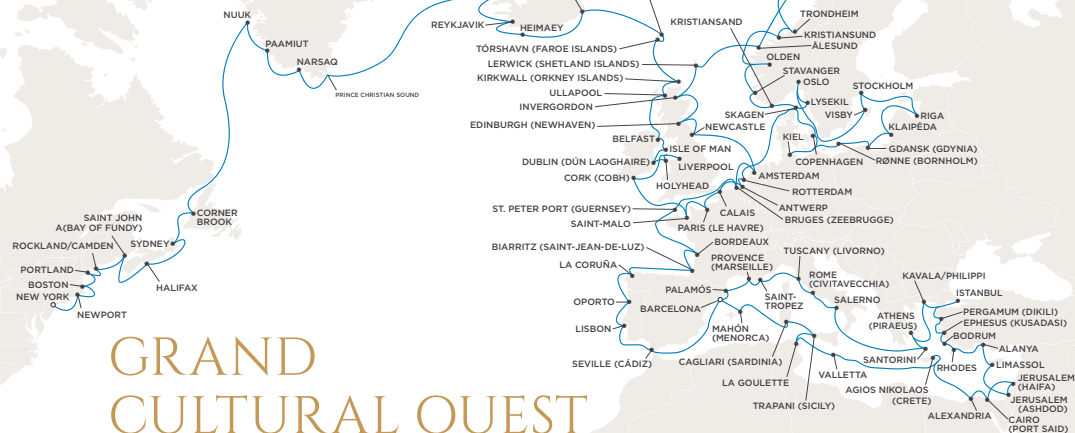 NUUK
PAAMIUT
NARSAQ
PRINCE CHRISTIAN SOUND
REYKJAVIK
HEIMAEY
TÓRSHAVN (FAROE ISLANDS)
LERWICK (SHETLAND ISLANDS)
KIRKWALL (ORKNEY ISLANDS)
ULLAPOOL
INVERGORDON
EDINBURGH (NEWHAVEN)
NEWCASTLE
BELFAST
ISLE OF MAN
DUBLIN (DÚN LAOGHAIRE)
LIVERPOOL
CORK (COBH)
HOLYHEAD
KRISTIANSAND
TRONDHEIM
KRISTIANSUND
ÅLESUND
OLDEN
STAVANGER
OSLO
LYSEKIL
SKAGEN
STOCKHOLM
VISBY
RIGA
KLAIPĖDA
KIEL
GDANSK (GDYNIA)
COPENHAGEN
RØNNE (BORNHOLM)
AMSTERDAM
ROTTERDAM
ANTWERP
BRUGES (ZEEBRUGGE)
CALAIS
ST. PETER PORT (GUERNSEY)
SAINT-MALO
PARIS (LE HAVRE)
BORDEAUX
BIARRITZ (SAINT-JEAN-DE-LUZ)
LA CORUÑA
OPORTO
LISBON
SEVILLE (CÁDIZ)
PROVENCE
(MARSEILLE)
PALAMÓS
BARCELONA
SAINT-
TROPEZ
MAHÓN
(MENORCA)
TUSCANY (LIVORNO)
ROME
(CIVITAVECCHIA)
SALERNO
CAGLIARI (SARDINIA)
LA GOULETTE
TRAPANI (SICILY)
VALLETTA
KAVALA/PHILIPPI
ISTANBUL
ATHENS
(PIRAEUS)
PERGAMUM (DIKILI)
EPHESUS (KUSADASI)
BODRUM
SANTORINI
RHODES
ALANYA
LIMASSOL
AGIOS NIKOLAOS
(CRETE)
JERUSALEM
(HAIFA)
JERUSALEM
(ASHDOD)
ALEXANDRIA
CAIRO
(PORT SAID)
CORNER
BROOK
SAINT JOHN
A(BAY OF FUNDY)
SYDNEY
ROCKLAND/CAMDEN
PORTLAND
BOSTON
NEW YORK
NEWPORT
HALIFAX
GRAND
CULTURAL QUEST